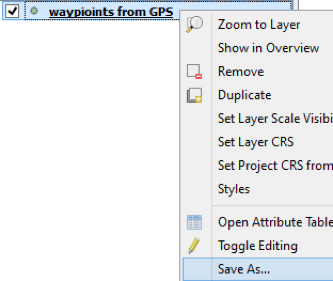 waypioints from GPS
Zoom to Layer
Show in Overview
Remove
Duplicate
Set Layer Scale Visibi
Set Layer CRS
Set Project CRS from
Styles
Open Attribute Table
Toggle Editing
Save As...